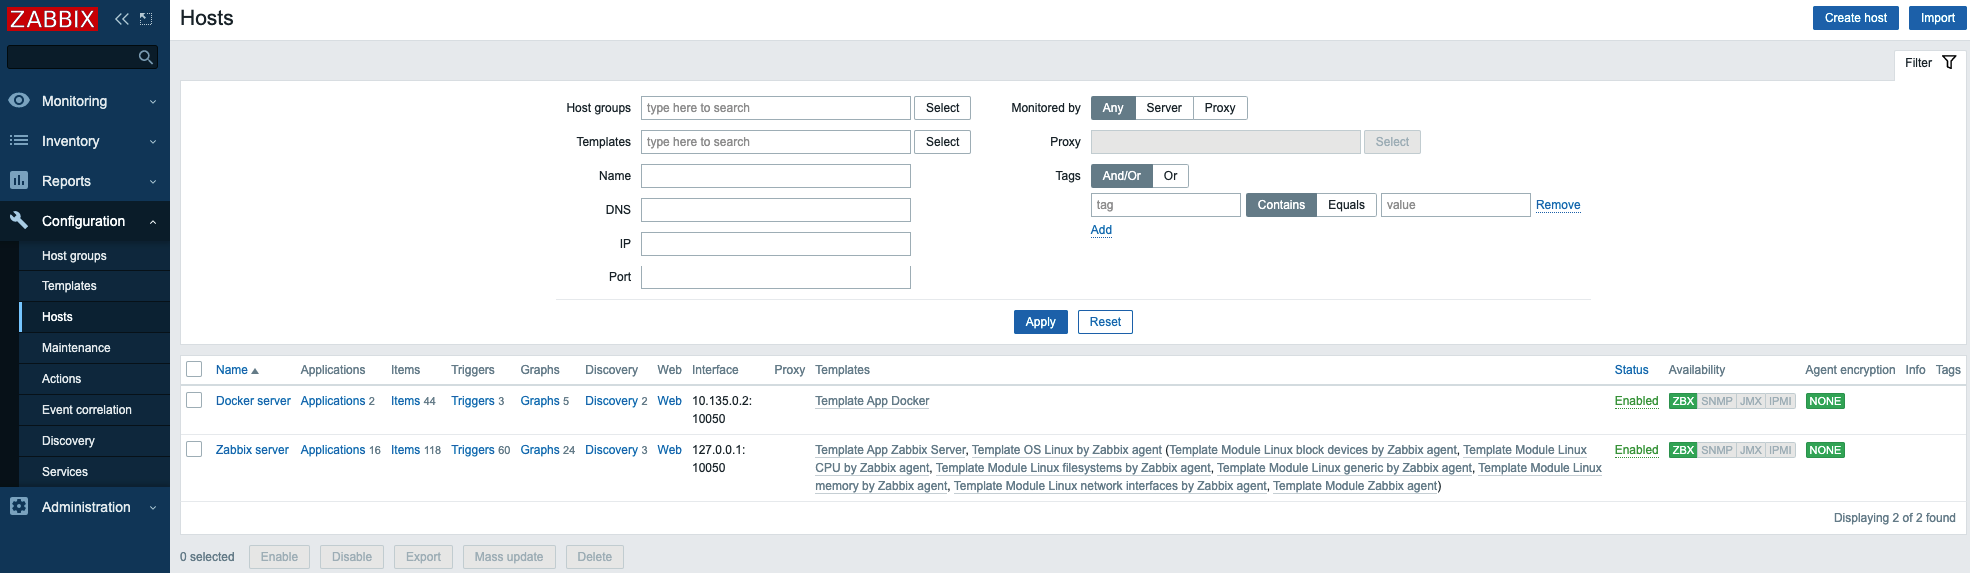 ZABBIX
Monitoring
Inventory
Reports
Configuration
Host groups
Templates
Hosts
Maintenance
Actions
Event correlation
Discovery
Services
Administration
Hosts
Create host
Import
Filter
Host groups type here to search Select
Templates type here to search Select
Name
DNS
IP
Port
Monitored by Any Server Proxy
Proxy Select
Tags And/Or Or
tag Contains Equals value Remove
Add
Apply Reset
Name Applications Items Triggers Graphs Discovery Web Interface Proxy Templates Status Availability Agent encryption Info Tags
Docker server Applications 2 Items 44 Triggers 3 Graphs 5 Discovery 2 Web 10.135.0.2: Template App Docker Enabled ZBX SNMP JMX IPMI NONE
10050
Zabbix server Applications 16 Items 118 Triggers 60 Graphs 24 Discovery 3 Web 127.0.0.1: Template App Zabbix Server, Template OS Linux by Zabbix agent (Template Module Linux block devices by Zabbix agent, Template Module Linux Enabled ZBX SNMP JMX IPMI NONE
10050 CPU by Zabbix agent, Template Module Linux filesystems by Zabbix agent, Template Module Linux generic by Zabbix agent, Template Module Linux
memory by Zabbix agent, Template Module Linux network interfaces by Zabbix agent, Template Module Zabbix agent)
Displaying 2 of 2 found
0 selected Enable Disable Export Mass update Delete